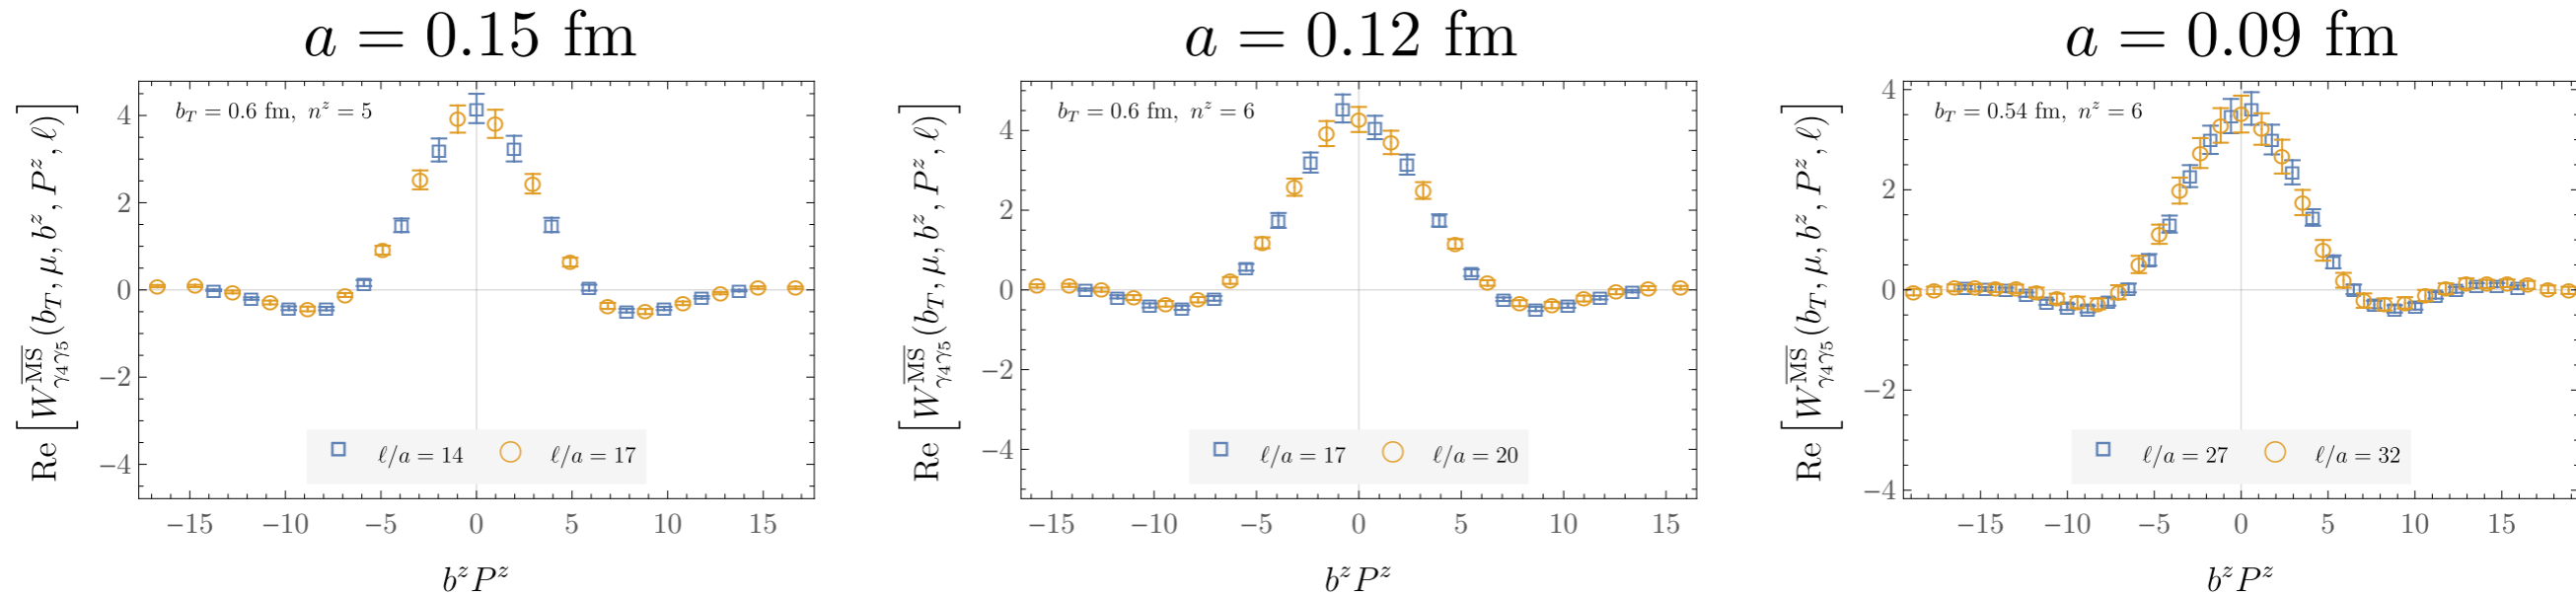 a = 0.15 fm
b_T = 0.6 fm, n^z = 5
Re [W^{\overline{MS}}_{γ_4γ_5}(b_T, μ, b^z, P^z, ℓ)]
4
2
0
−2
−4
ℓ/a = 14 ℓ/a = 17
−15 −10 −5 0 5 10 15
b^z P^z
a = 0.12 fm
b_T = 0.6 fm, n^z = 6
Re [W^{\overline{MS}}_{γ_4γ_5}(b_T, μ, b^z, P^z, ℓ)]
4
2
0
−2
−4
ℓ/a = 17 ℓ/a = 20
−15 −10 −5 0 5 10 15
b^z P^z
a = 0.09 fm
b_T = 0.54 fm, n^z = 6
Re [W^{\overline{MS}}_{γ_4γ_5}(b_T, μ, b^z, P^z, ℓ)]
4
2
0
−2
−4
ℓ/a = 27 ℓ/a = 32
−15 −10 −5 0 5 10 15
b^z P^z